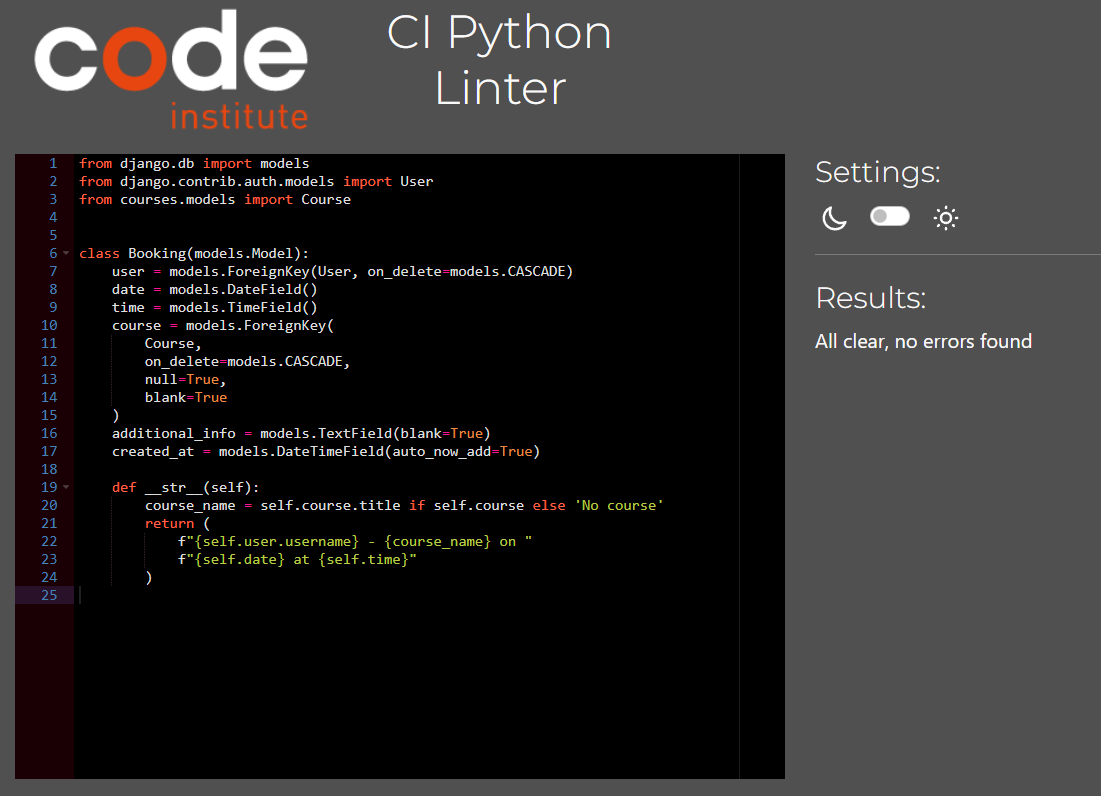 code
institute
CI Python
Linter
1 from django.db import models
2 from django.contrib.auth.models import User
3 from courses.models import Course
4
5
6 class Booking(models.Model):
7     user = models.ForeignKey(User, on_delete=models.CASCADE)
8     date = models.DateField()
9     time = models.TimeField()
10     course = models.ForeignKey(
11         Course,
12         on_delete=models.CASCADE,
13         null=True,
14         blank=True
15     )
16     additional_info = models.TextField(blank=True)
17     created_at = models.DateTimeField(auto_now_add=True)
18
19     def __str__(self):
20         course_name = self.course.title if self.course else 'No course'
21         return (
22             f"{self.user.username} - {course_name} on "
23             f"{self.date} at {self.time}"
24         )
25
Settings:
Results:
All clear, no errors found